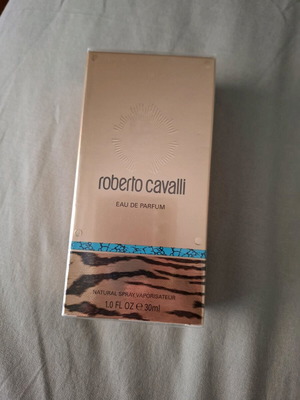 roberto cavalli
EAU DE PARFUM
NATURAL SPRAY VAPORISATEUR
1.0 FL OZ ℮ 30ml